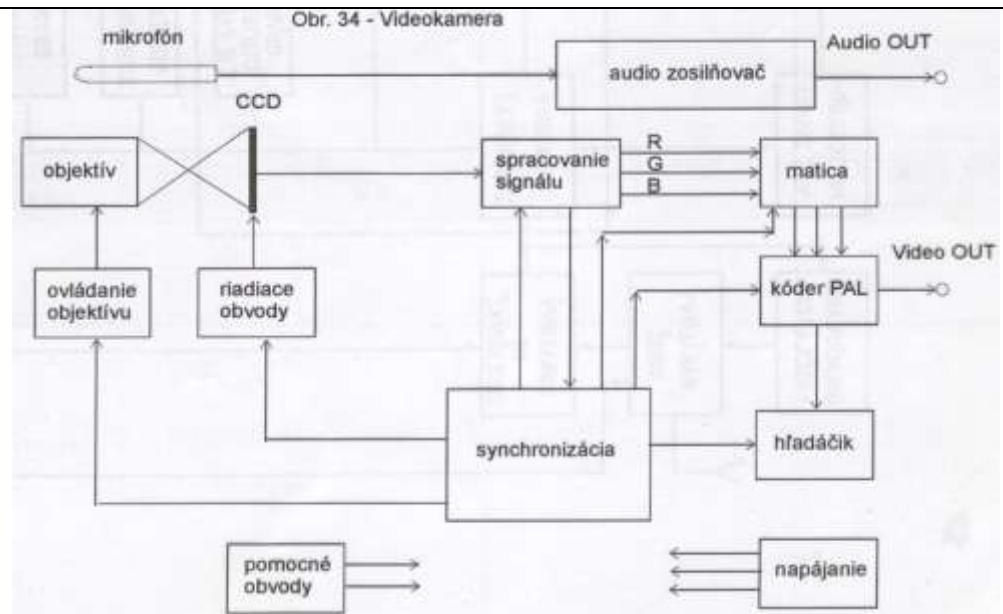 Obr. 34 - Videokamera
mikrofón
audio zosilňovač
Audio OUT
CCD
objektív
spracovanie
signálu
R
G
B
matica
ovládanie
objektívu
riadiace
obvody
kóder PAL
Video OUT
synchronizácia
hľadáčik
pomocné
obvody
napájanie